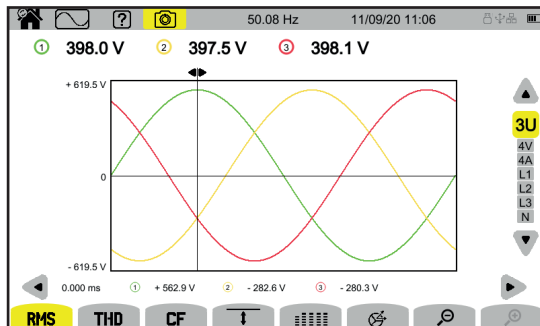 ? 50.08 Hz 11/09/20 11:06
1 398.0 V 2 397.5 V 3 398.1 V
+ 619.5 V
0
- 619.5 V
3U
4V
4A
L1
L2
L3
N
0.000 ms 1 + 562.9 V 2 - 282.6 V 3 - 280.3 V
RMS THD CF